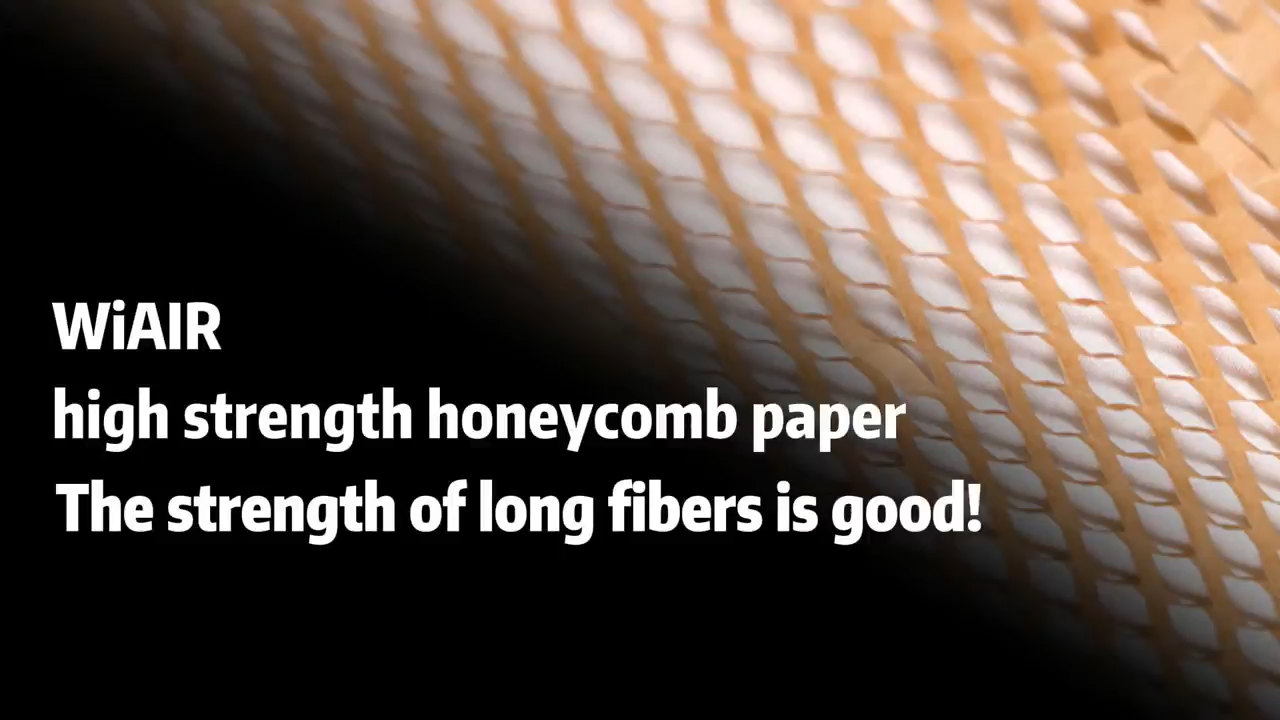 WiAIR
high strength honeycomb paper
The strength of long fibers is good!